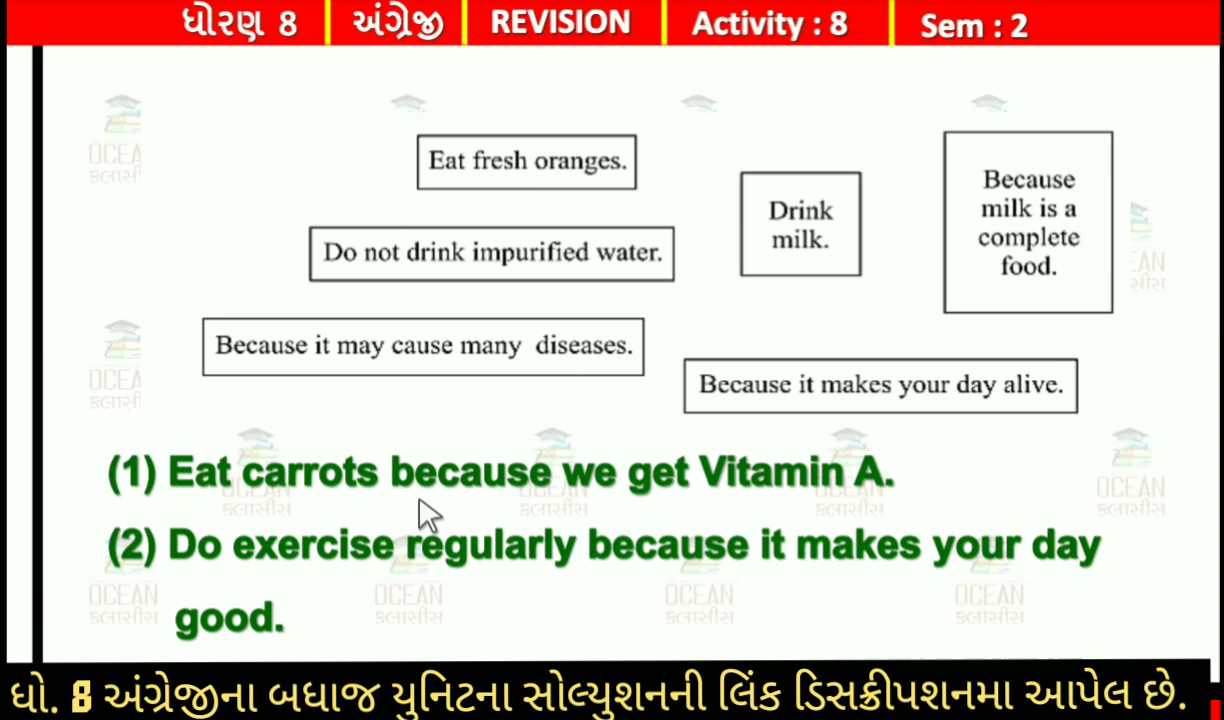 ધોરણ 8 અંગ્રેજી REVISION Activity : 8 Sem : 2
Eat fresh oranges.
Drink
milk.
Because
milk is a
complete
food.
Do not drink impurified water.
Because it may cause many diseases.
Because it makes your day alive.
(1) Eat carrots because we get Vitamin A.
(2) Do exercise regularly because it makes your day
good.
OCEAN
ક્લાસીસ
ધો. 8 અંગ્રેજીના બધાજ યુનિટના સોલ્યુશનની લિંક ડિસક્રીપશનમા આપેલ છે.